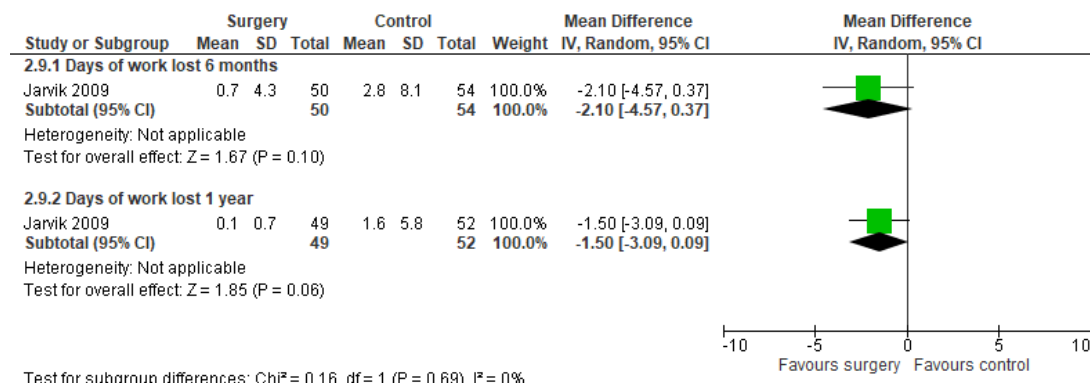 Surgery Control Mean Difference Mean Difference
Study or Subgroup Mean SD Total Mean SD Total Weight IV, Random, 95% CI IV, Random, 95% CI
2.9.1 Days of work lost 6 months
Jarvik 2009 0.7 4.3 50 2.8 8.1 54 100.0% -2.10 [-4.57, 0.37]
Subtotal (95% CI) 50 54 100.0% -2.10 [-4.57, 0.37]
Heterogeneity: Not applicable
Test for overall effect: Z = 1.67 (P = 0.10)
2.9.2 Days of work lost 1 year
Jarvik 2009 0.1 0.7 49 1.6 5.8 52 100.0% -1.50 [-3.09, 0.09]
Subtotal (95% CI) 49 52 100.0% -1.50 [-3.09, 0.09]
Heterogeneity: Not applicable
Test for overall effect: Z = 1.85 (P = 0.06)
-10 -5 0 5 10
Favours surgery Favours control
Test for subgroup differences: Chi² = 0.16, df = 1 (P = 0.69), I² = 0%